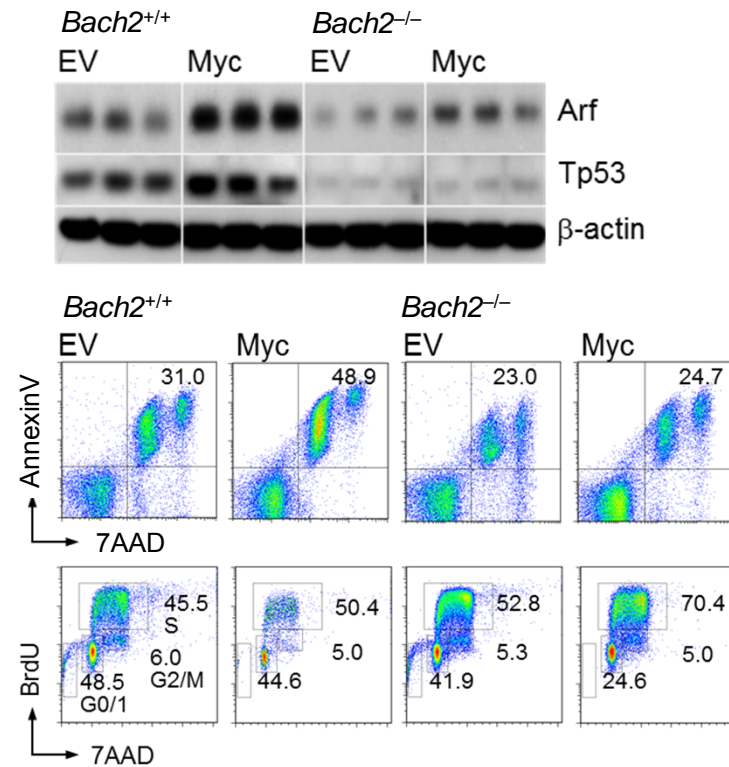 Bach2+/+ Bach2–/–
EV Myc EV Myc
Arf
Tp53
β-actin
Bach2+/+ Bach2–/–
EV Myc EV Myc
31.0 48.9 23.0 24.7
AnnexinV
7AAD
45.5 50.4 52.8 70.4
S
6.0 5.0 5.3 5.0
G2/M
48.5 44.6 41.9 24.6
G0/1
BrdU
7AAD